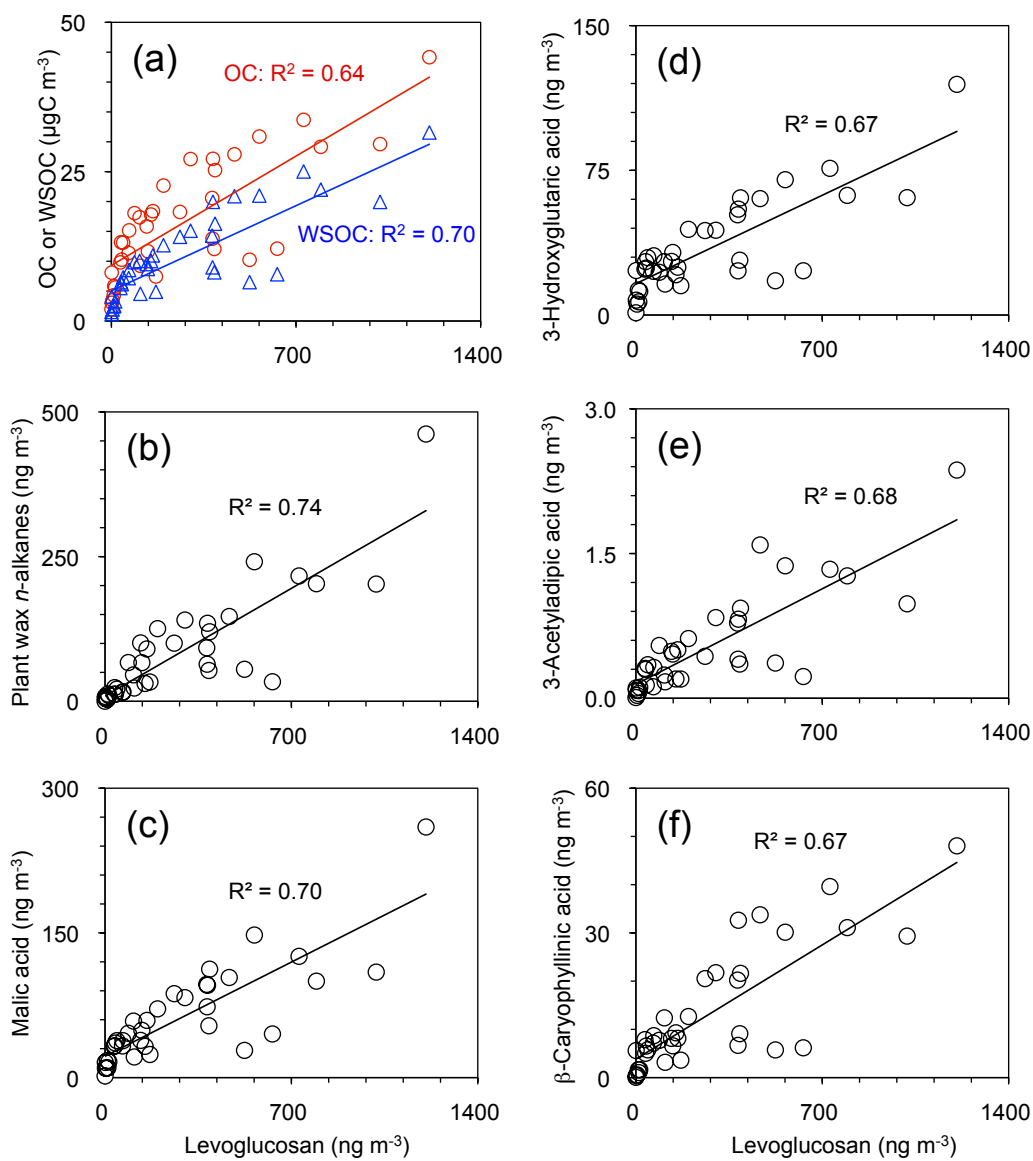 (a)
OC: R² = 0.64
WSOC: R² = 0.70
OC or WSOC (µgC m⁻³)
50
25
0
0 700 1400
(d)
R² = 0.67
3-Hydroxyglutaric acid (ng m⁻³)
150
75
0
0 700 1400
(b)
R² = 0.74
Plant wax n-alkanes (ng m⁻³)
500
250
0
0 700 1400
(e)
R² = 0.68
3-Acetyladipic acid (ng m⁻³)
3.0
1.5
0.0
0 700 1400
(c)
R² = 0.70
Malic acid (ng m⁻³)
300
150
0
0 700 1400
Levoglucosan (ng m⁻³)
(f)
R² = 0.67
β-Caryophyllinic acid (ng m⁻³)
60
30
0
0 700 1400
Levoglucosan (ng m⁻³)